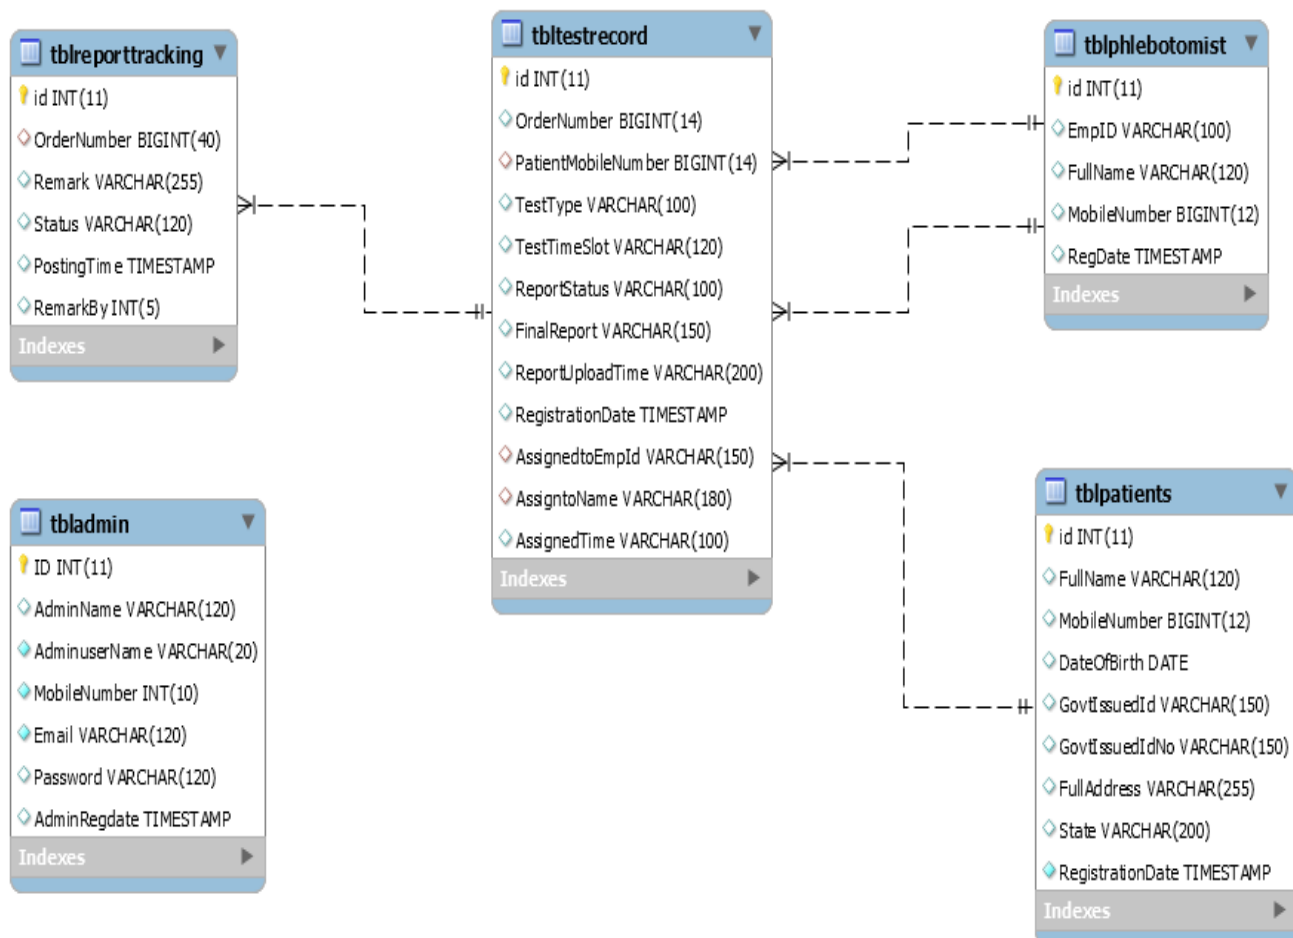 tblreporttracking
id INT(11)
OrderNumber BIGINT(40)
Remark VARCHAR(255)
Status VARCHAR(120)
PostingTime TIMESTAMP
RemarkBy INT(5)
Indexes
tbladmin
ID INT(11)
AdminName VARCHAR(120)
AdminuserName VARCHAR(20)
MobileNumber INT(10)
Email VARCHAR(120)
Password VARCHAR(120)
AdminRegdate TIMESTAMP
Indexes
tbltestrecord
id INT(11)
OrderNumber BIGINT(14)
PatientMobileNumber BIGINT(14)
TestType VARCHAR(100)
TestTimeSlot VARCHAR(120)
ReportStatus VARCHAR(100)
FinalReport VARCHAR(150)
ReportUploadTime VARCHAR(200)
RegistrationDate TIMESTAMP
AssignedtoEmpId VARCHAR(150)
AssigntoName VARCHAR(180)
AssignedTime VARCHAR(100)
Indexes
tblphlebotomist
id INT(11)
EmpID VARCHAR(100)
FullName VARCHAR(120)
MobileNumber BIGINT(12)
RegDate TIMESTAMP
Indexes
tblpatients
id INT(11)
FullName VARCHAR(120)
MobileNumber BIGINT(12)
DateOfBirth DATE
GovtIssuedId VARCHAR(150)
GovtIssuedIdNo VARCHAR(150)
FullAddress VARCHAR(255)
State VARCHAR(200)
RegistrationDate TIMESTAMP
Indexes